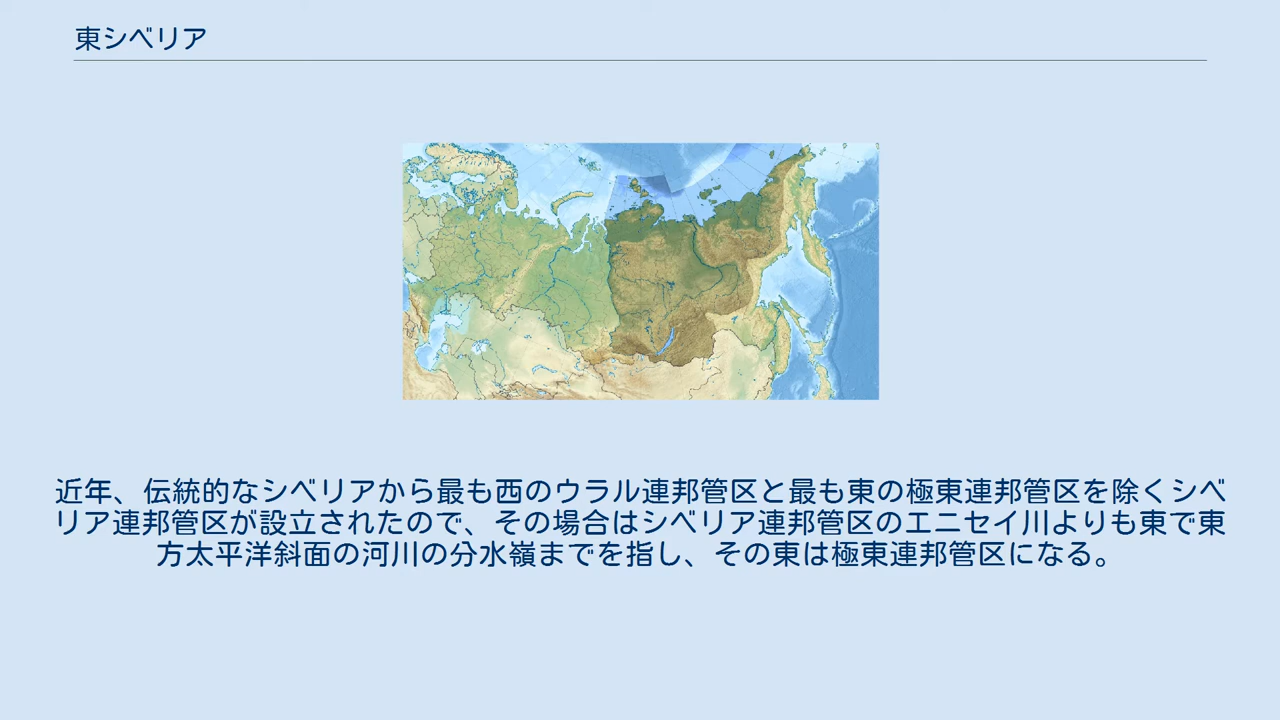 東シベリア
近年、伝統的なシベリアから最も西のウラル連邦管区と最も東の極東連邦管区を除くシベ
リア連邦管区が設立されたので、その場合はシベリア連邦管区のエニセイ川よりも東で東
方太平洋斜面の河川の分水嶺までを指し、その東は極東連邦管区になる。